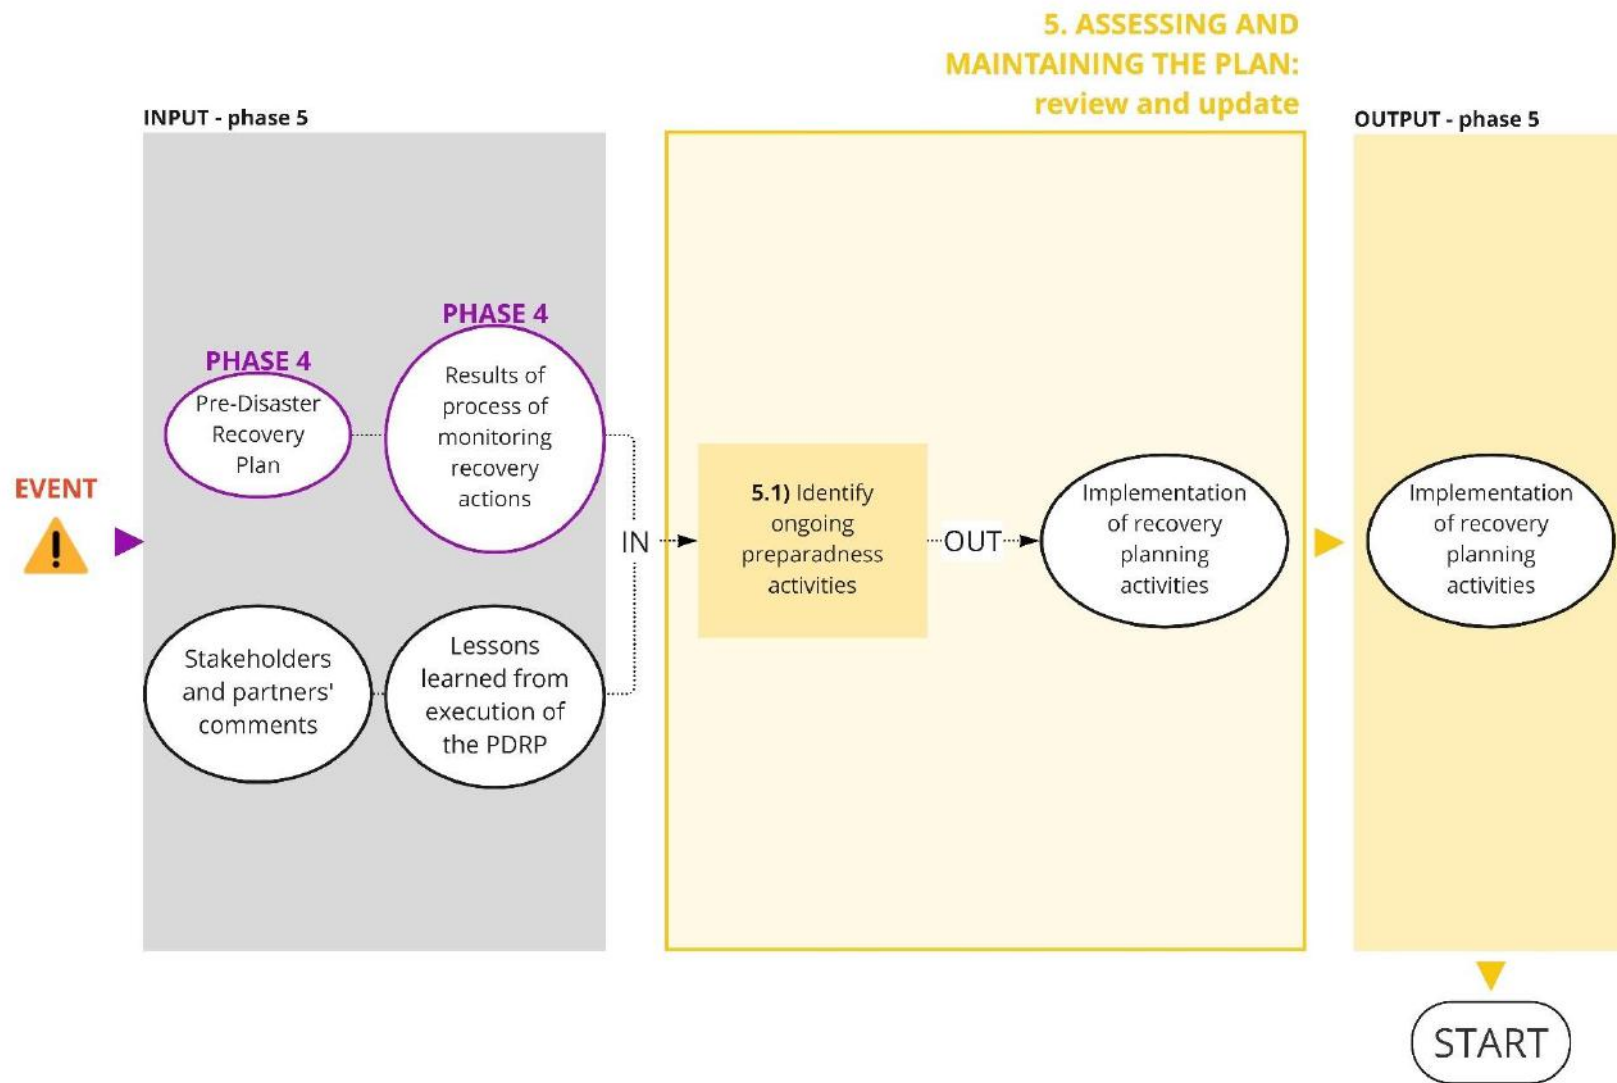 5. ASSESSING AND
MAINTAINING THE PLAN:
review and update
INPUT - phase 5
OUTPUT - phase 5
PHASE 4
Pre-Disaster
Recovery
Plan
PHASE 4
Results of
process of
monitoring
recovery
actions
EVENT
Stakeholders
and partners'
comments
Lessons
learned from
execution of
the PDRP
IN
5.1) Identify
ongoing
preparadness
activities
OUT
Implementation
of recovery
planning
activities
Implementation
of recovery
planning
activities
START